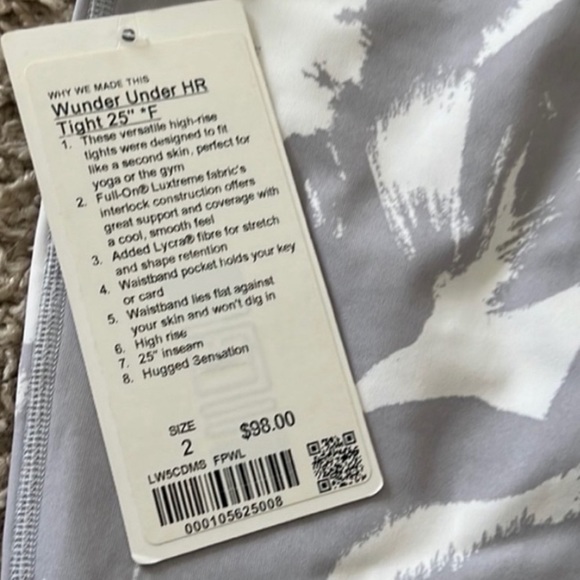 WHY WE MADE THIS
Wunder Under HR
Tight 25" *F
1. These versatile high-rise
tights were designed to fit
like a second skin, perfect for
yoga or the gym
2. Full-On® Luxtreme fabric's
interlock construction offers
great support and coverage with
a cool, smooth feel
3. Added Lycra® fibre for stretch
and shape retention
4. Waistband pocket holds your key
or card
5. Waistband lies flat against
your skin and won't dig in
6. High rise
7. 25" inseam
8. Hugged Sensation
SIZE
2 $98.00
LW5CDMS FPWL
000105625008